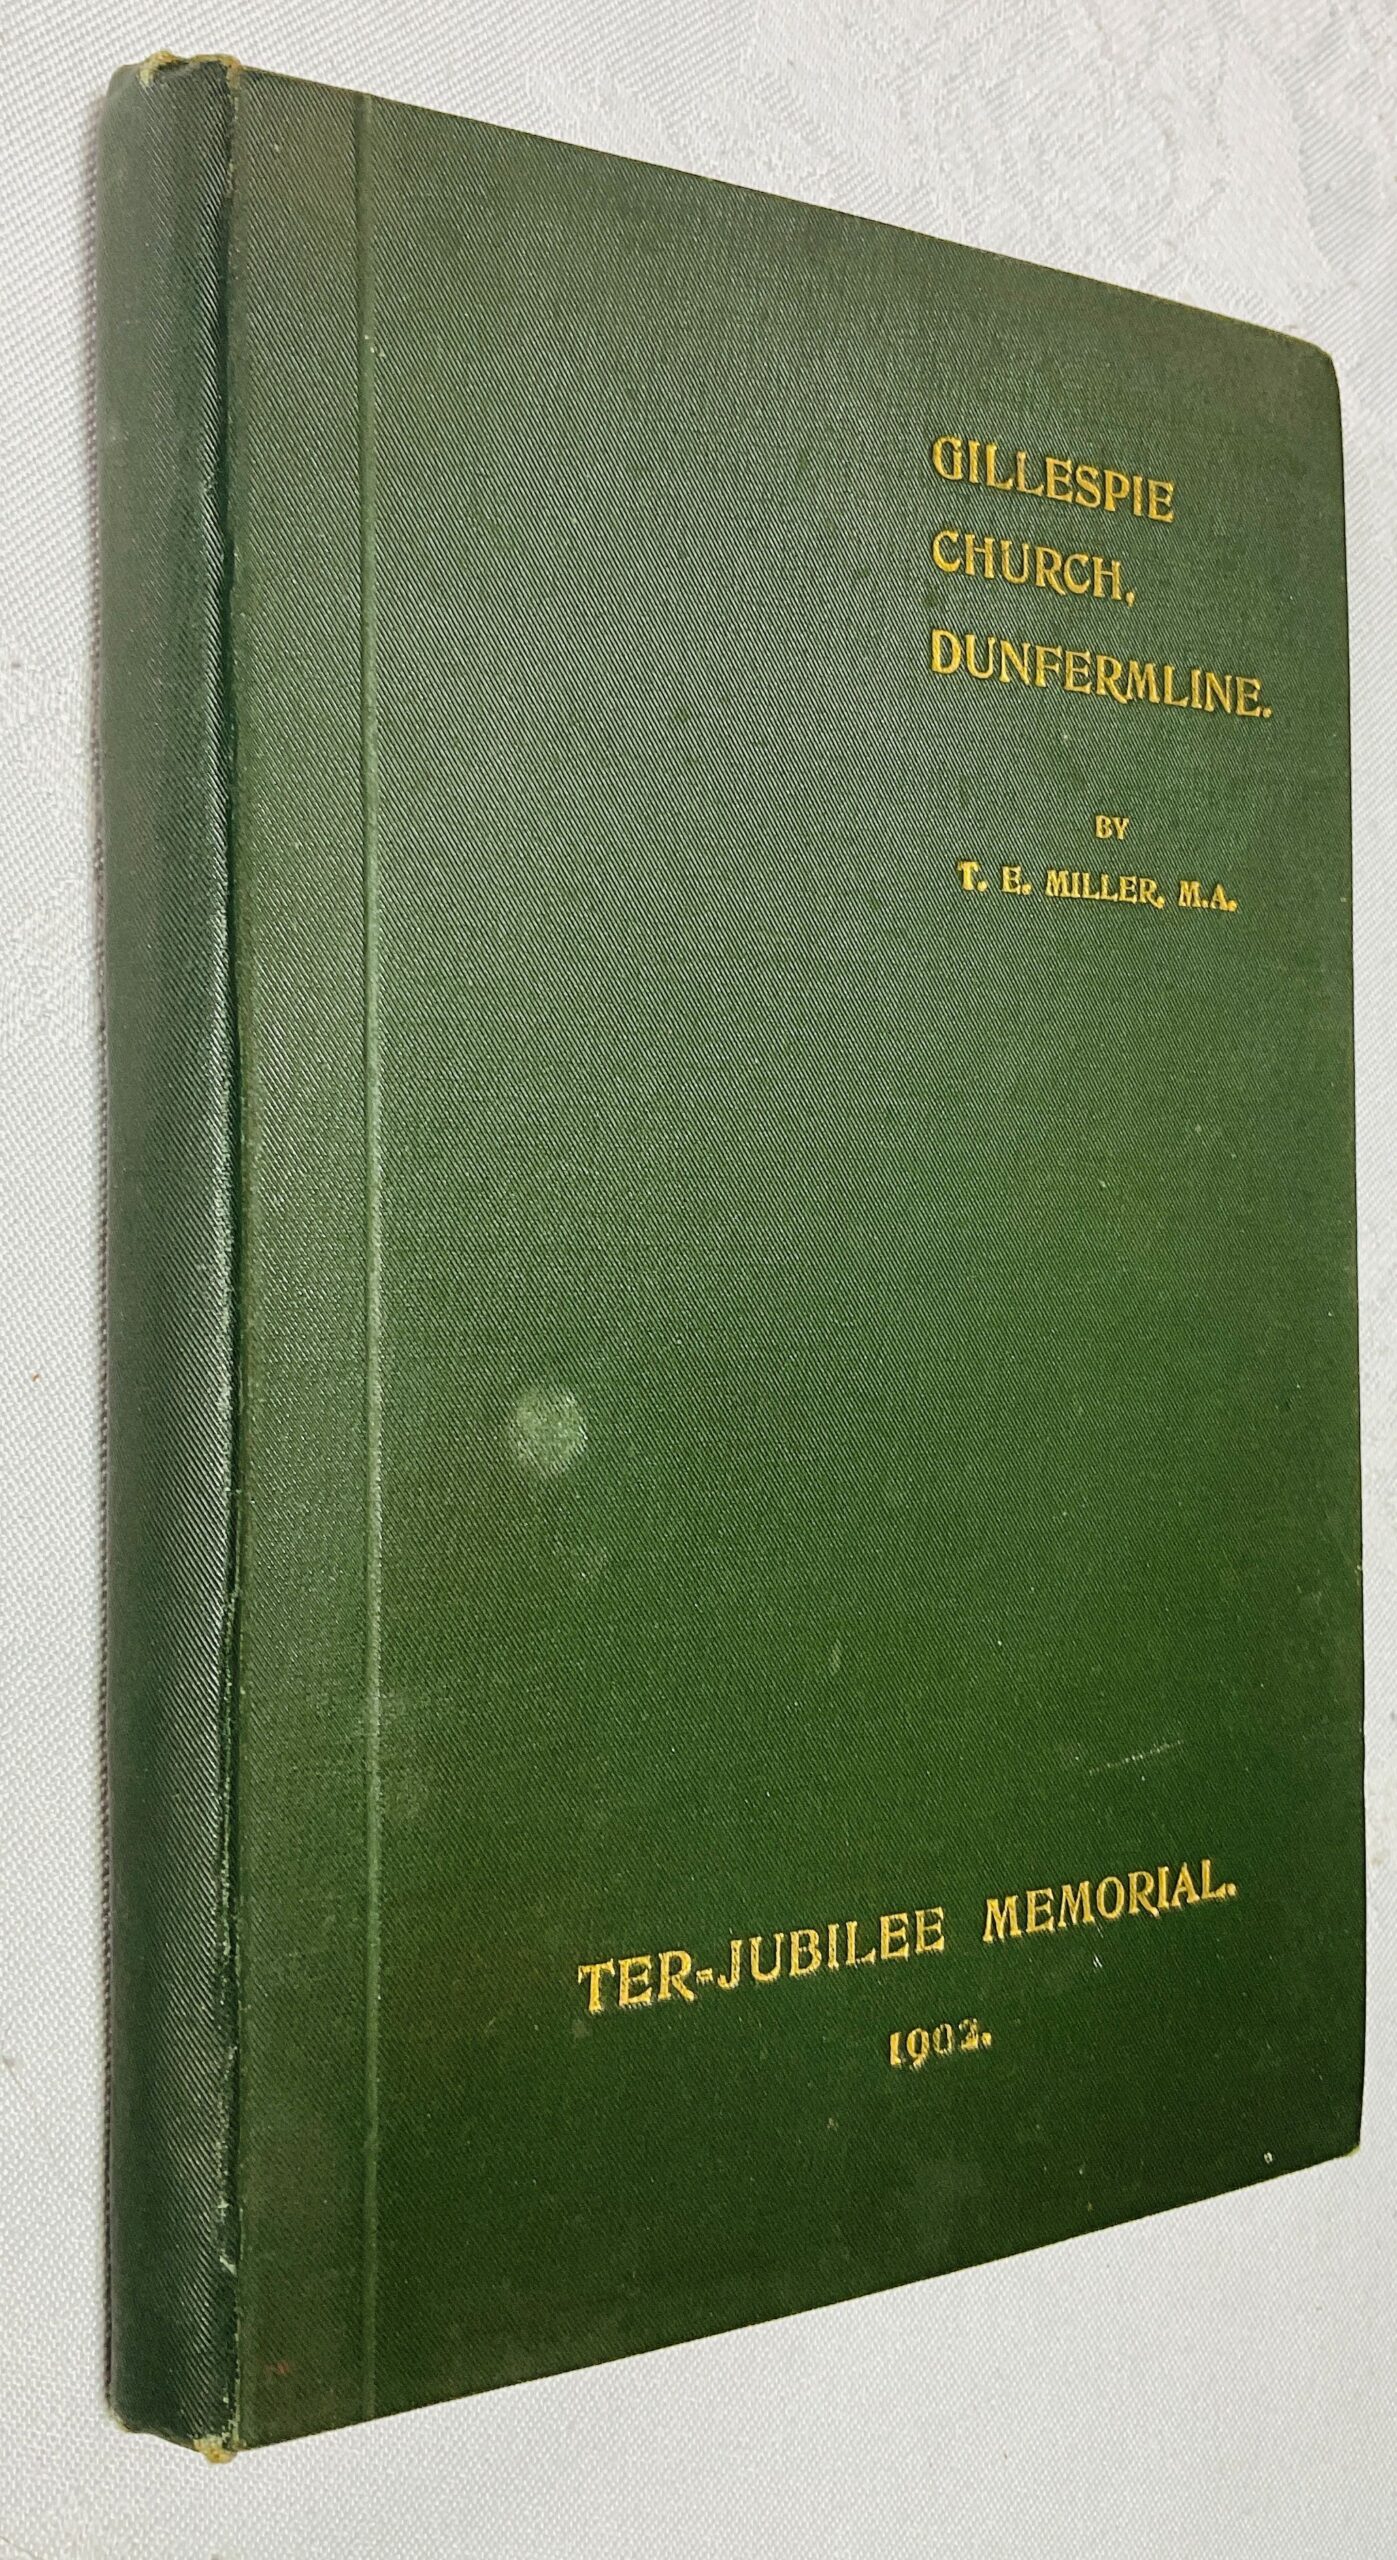 GILLESPIE
CHURCH,
DUNFERMLINE.
BY
T. E. MILLER, M.A.
TER-JUBILEE MEMORIAL.
1902.